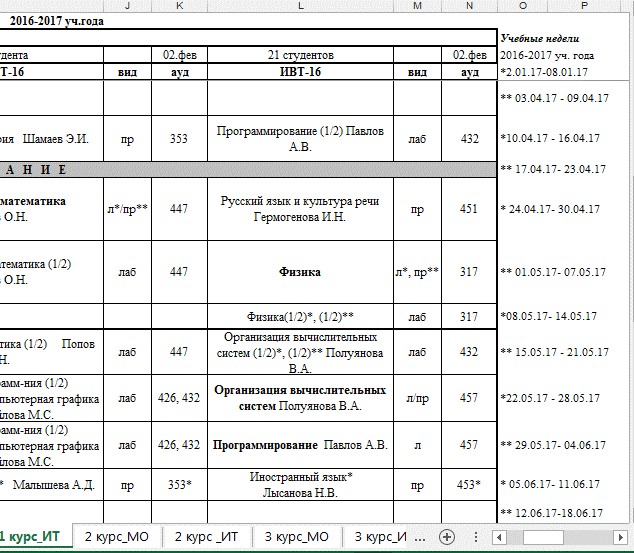 J K L M N O P
2016-2017 уч.года
Учебные недели
дента 02.фев 21 студентов 02.фев 2016-2017 уч. года
Т-16 вид ауд ИВТ-16 вид ауд *2.01.17-08.01.17
** 03.04.17 - 09.04.17
рия Шамаев Э.И. пр 353 Программирование (1/2) Павлов А.В. лаб 432 *10.04.17 - 16.04.17
А Н И Е ** 17.04.17- 23.04.17
математика
О.Н. л*/пр** 447 Русский язык и культура речи
Гермогенова И.Н. пр 451 * 24.04.17- 30.04.17
тематика (1/2)
О.Н. лаб 447 Физика л*, пр** 317 ** 01.05.17 - 07.05.17
Физика(1/2)*, (1/2)** лаб 317 *08.05.17- 14.05.17
тика (1/2) Попов
Н. лаб 447 Организация вычислительных
систем (1/2)*, (1/2)** Полуянова
В.А. лаб 432 ** 15.05.17 - 21.05.17
рамм-ния (1/2)
пьютерная графика
йлова М.С. лаб 426, 432 Организация вычислительных
систем Полуянова В.А. л/пр 457 *22.05.17 - 28.05.17
рамм-ния (1/2)
пьютерная графика
йлова М.С. лаб 426, 432 Программирование Павлов А.В. л 457 ** 29.05.17- 04.06.17
* Малышева А.Д. пр 353* Иностранный язык*
Лысанова Н.В. пр 453* * 05.06.17- 11.06.17
** 12.06.17-18.06.17
1 курс_ИТ 2 курс_МО 2 курс _ИТ 3 курс_МО 3 курс_И ...